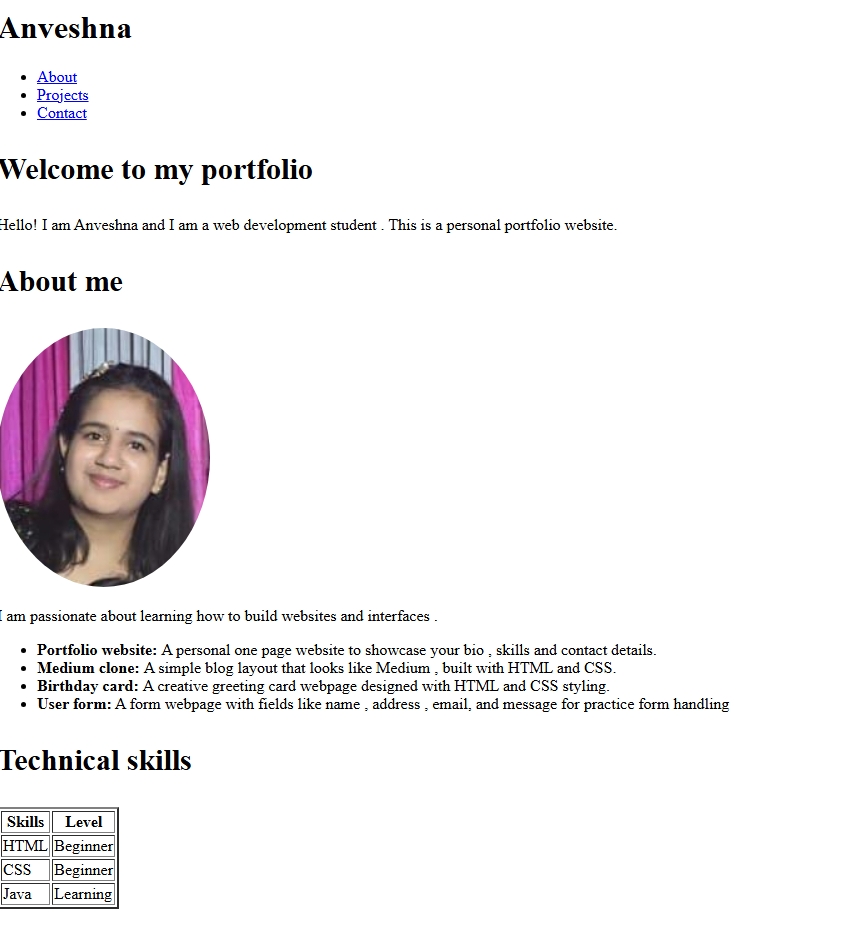 Anveshna
About
Projects
Contact
Welcome to my portfolio
Hello! I am Anveshna and I am a web development student . This is a personal portfolio website.
About me
I am passionate about learning how to build websites and interfaces .
Portfolio website: A personal one page website to showcase your bio , skills and contact details.
Medium clone: A simple blog layout that looks like Medium , built with HTML and CSS.
Birthday card: A creative greeting card webpage designed with HTML and CSS styling.
User form: A form webpage with fields like name , address , email, and message for practice form handling
Technical skills
Skills Level
HTML Beginner
CSS Beginner
Java Learning